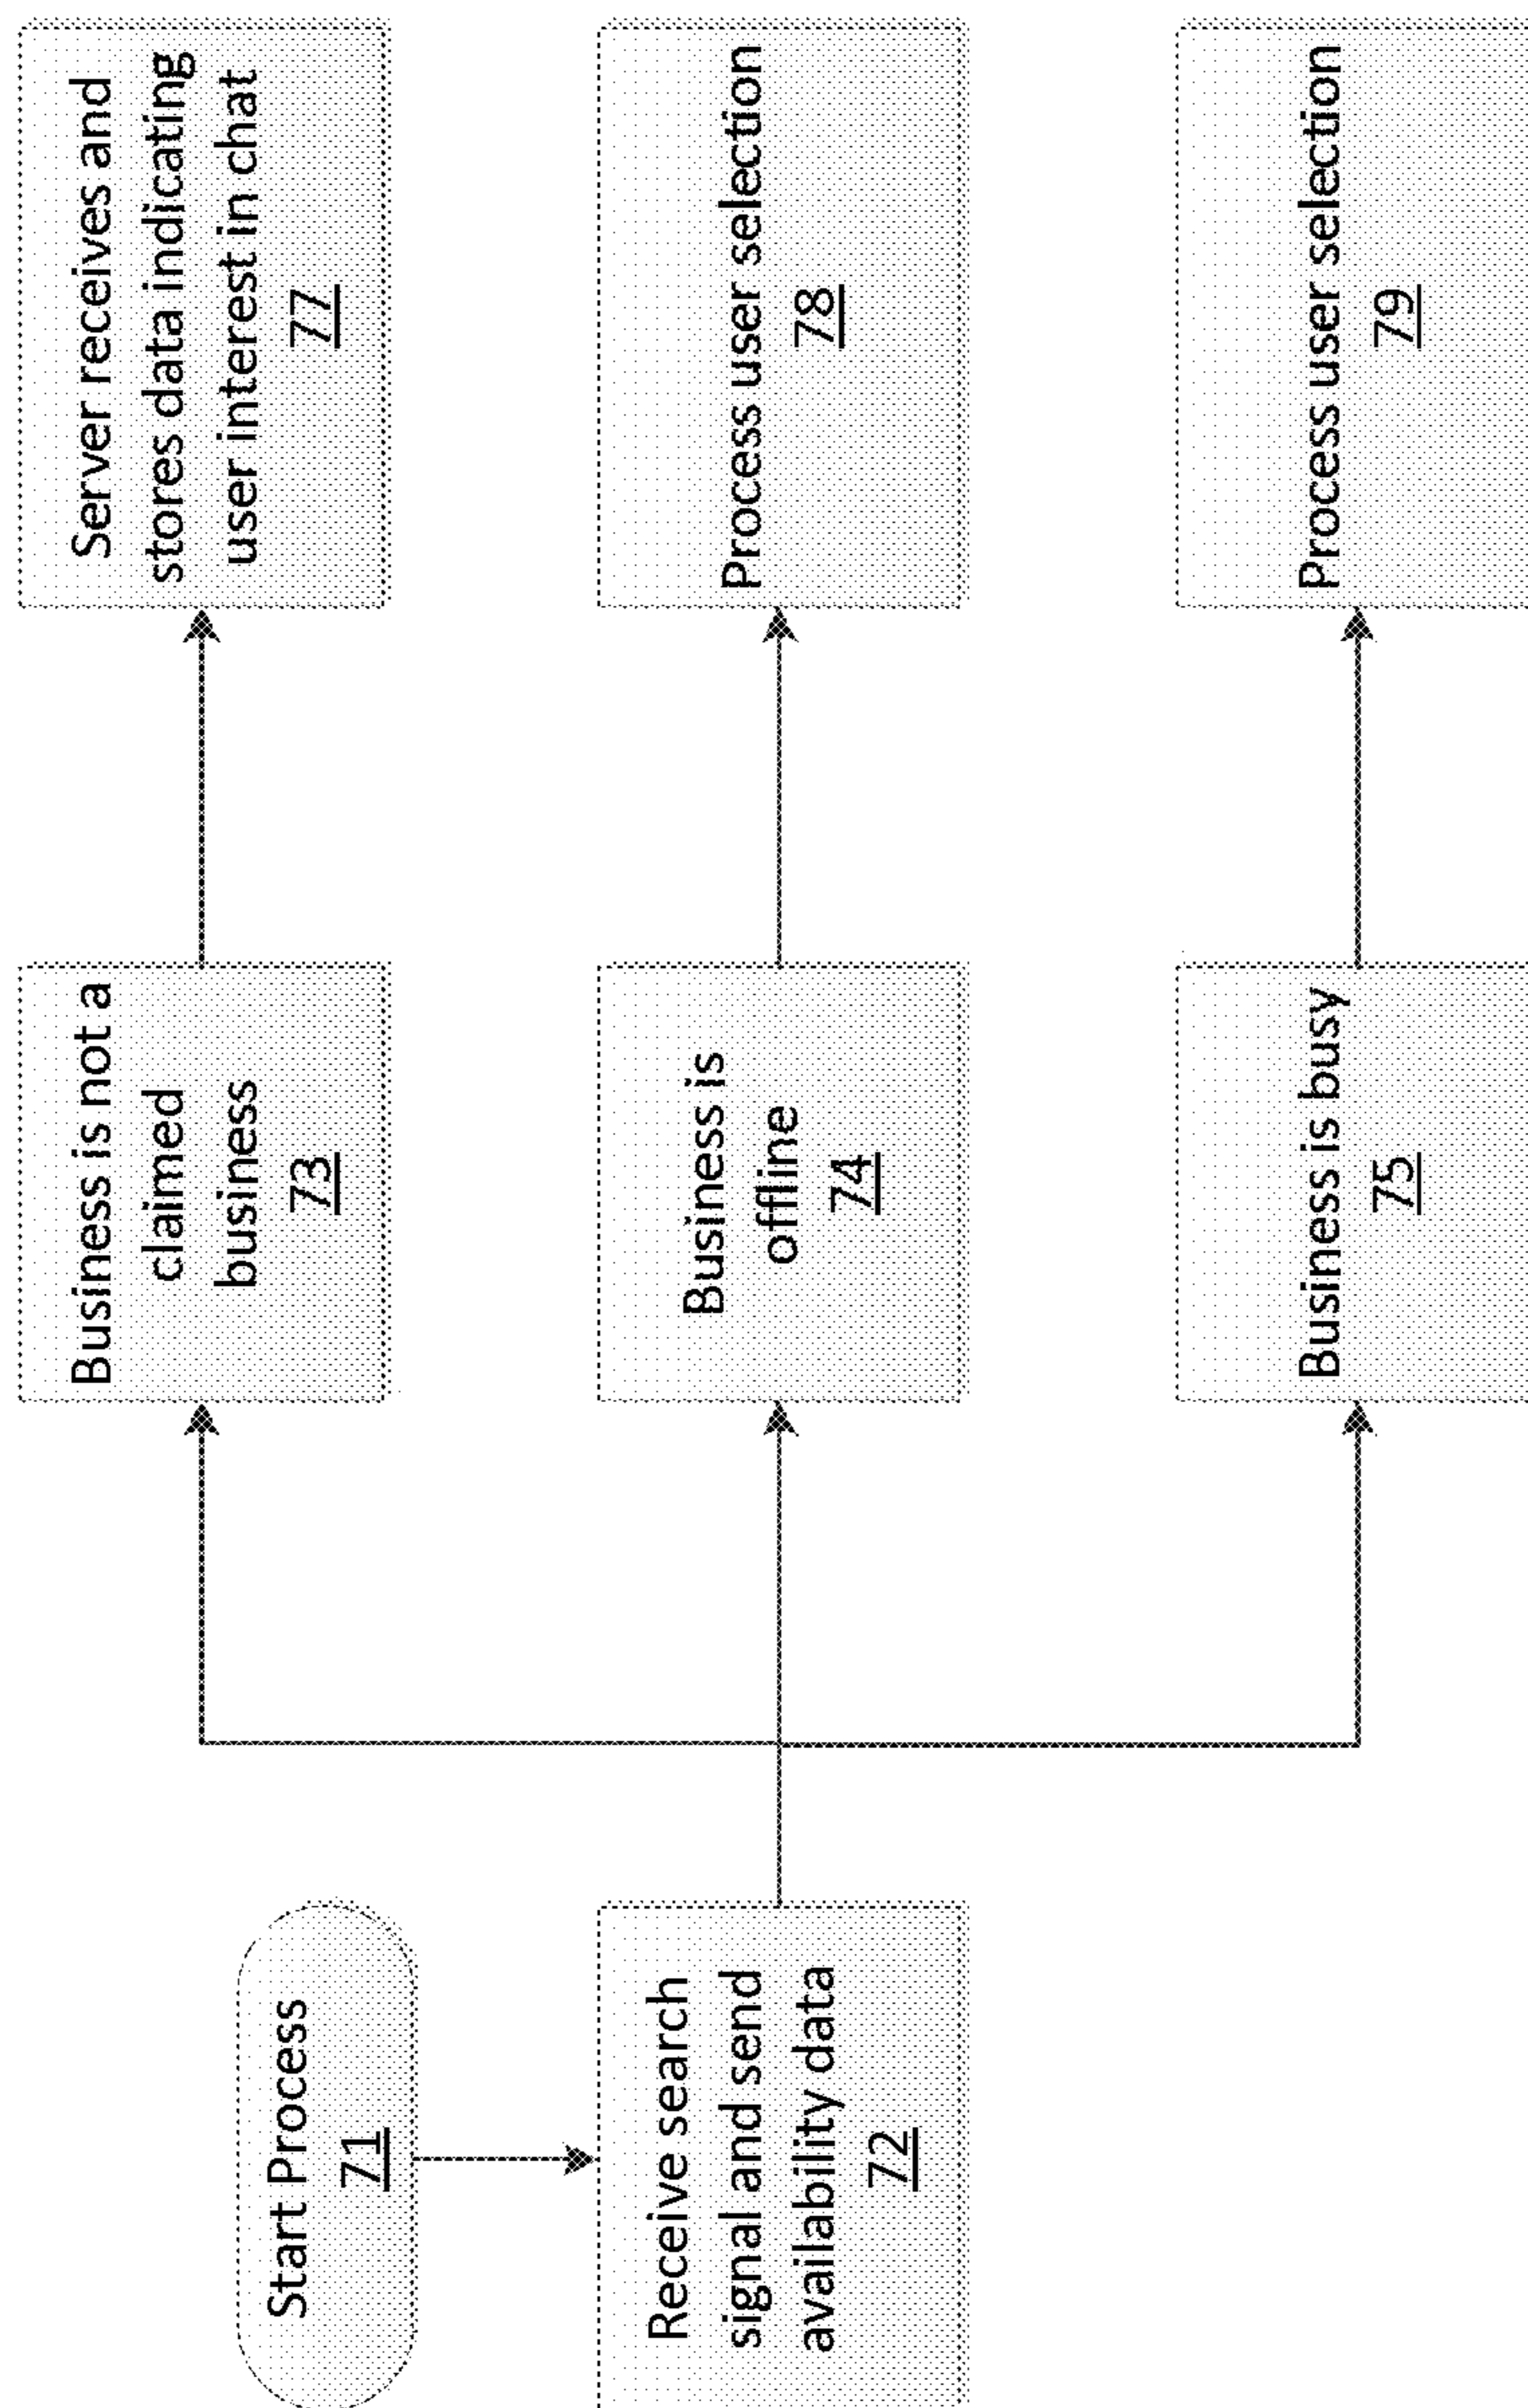 Start Process
71
Receive search
signal and send
availability data
72
Business is not a
claimed
business
73
Business is
offline
74
Business is busy
75
Server receives and
stores data indicating
user interest in chat
77
Process user selection
78
Process user selection
79